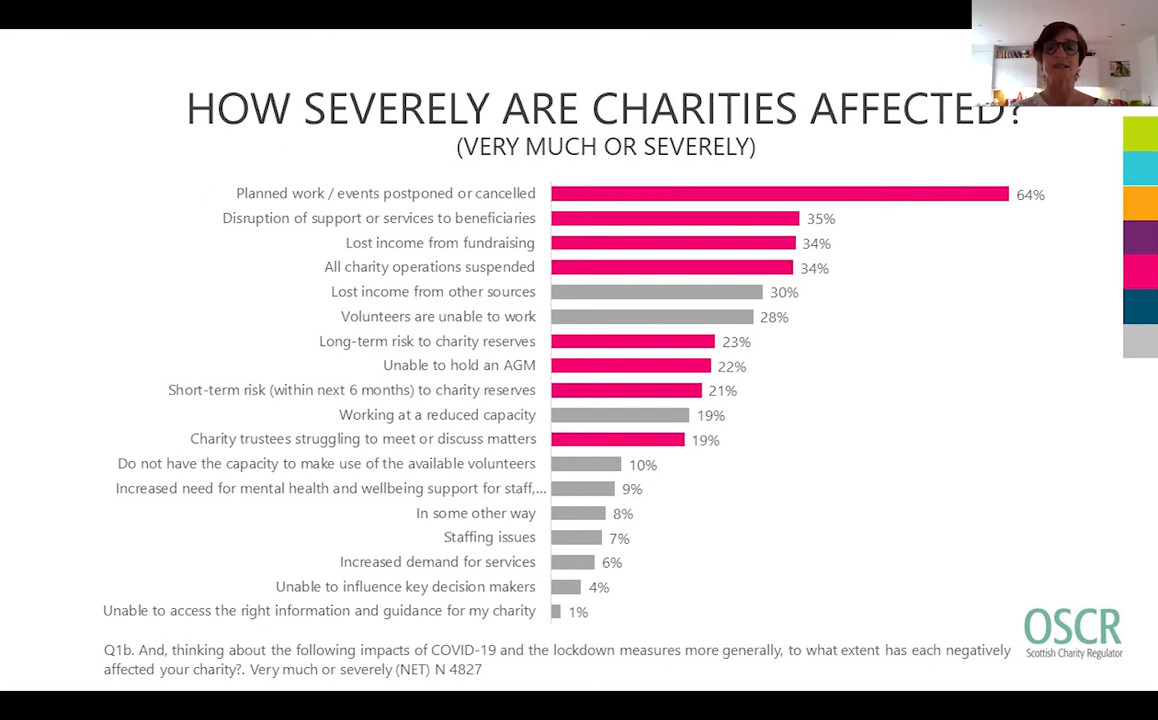 HOW SEVERELY ARE CHARITIES AFFECTED?
(VERY MUCH OR SEVERELY)
Planned work / events postponed or cancelled 64%
Disruption of support or services to beneficiaries 35%
Lost income from fundraising 34%
All charity operations suspended 34%
Lost income from other sources 30%
Volunteers are unable to work 28%
Long-term risk to charity reserves 23%
Unable to hold an AGM 22%
Short-term risk (within next 6 months) to charity reserves 21%
Working at a reduced capacity 19%
Charity trustees struggling to meet or discuss matters 19%
Do not have the capacity to make use of the available volunteers 10%
Increased need for mental health and wellbeing support for staff,... 9%
In some other way 8%
Staffing issues 7%
Increased demand for services 6%
Unable to influence key decision makers 4%
Unable to access the right information and guidance for my charity 1%
Q1b. And, thinking about the following impacts of COVID-19 and the lockdown measures more generally, to what extent has each negatively
affected your charity?. Very much or severely (NET) N 4827
OSCR
Scottish Charity Regulator